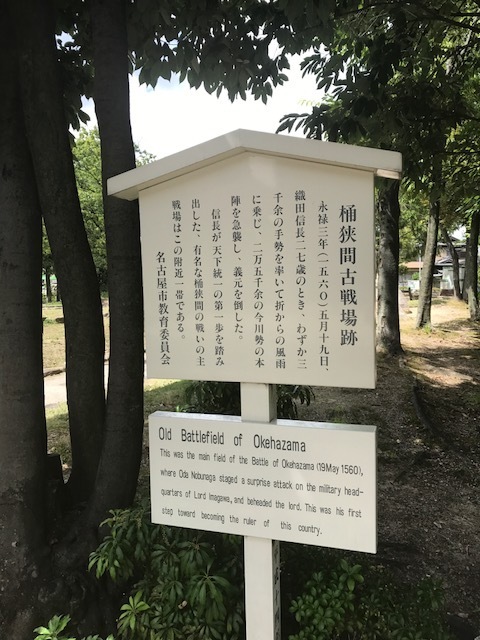 桶狭間古戦場跡
永禄三年(一五六〇)五月十九日、
織田信長二七歳のとき、わずか三
千余の手勢を率いて折からの風雨
に乗じ、二万五千余の今川勢の本
陣を急襲し、義元を倒した。
信長が天下統一の第一歩を踏み
出した、有名な桶狭間の戦いの主
戦場はこの附近一帯である。
名古屋市教育委員会
Old Battlefield of Okehazama
This was the main field of the Battle of Okehazama (19May 1560),
where Oda Nobunaga staged a surprise attack on the military head-
quarters of Lord Imagawa, and beheaded the lord. This was his first
step toward becoming the ruler of this country.